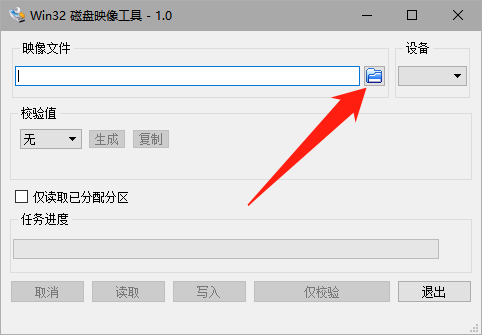 Win32 磁盘映像工具 - 1.0
映像文件
设备
校验值
无
生成
复制
仅读取已分配分区
任务进度
取消
读取
写入
仅校验
退出